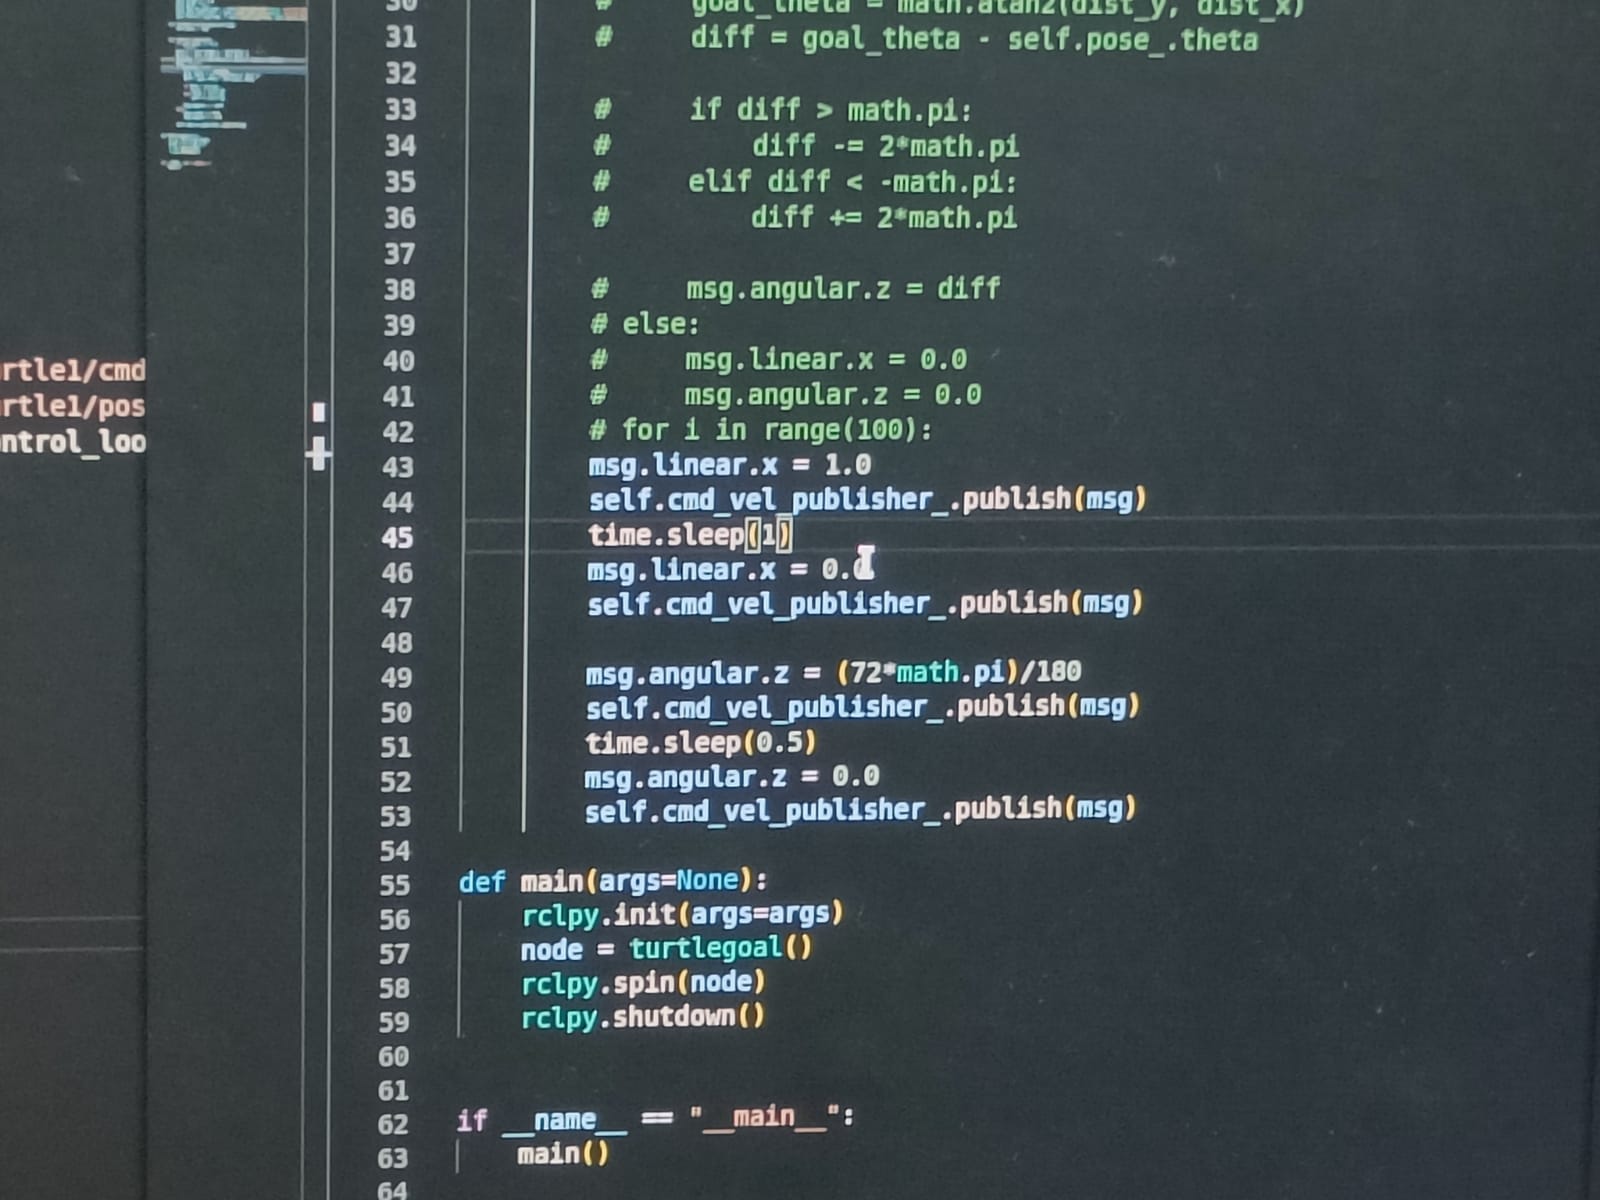 30 # goal_theta = math.atan2(dist_y, dist_x)
31 # diff = goal_theta - self.pose_.theta
32
33 # if diff > math.pi:
34 # diff -= 2*math.pi
35 # elif diff < -math.pi:
36 # diff += 2*math.pi
37
38 # msg.angular.z = diff
39 # else:
40 # msg.linear.x = 0.0
41 # msg.angular.z = 0.0
42 # for i in range(100):
43 msg.linear.x = 1.0
44 self.cmd_vel_publisher_.publish(msg)
45 time.sleep(1)
46 msg.linear.x = 0.0
47 self.cmd_vel_publisher_.publish(msg)
48
49 msg.angular.z = (72*math.pi)/180
50 self.cmd_vel_publisher_.publish(msg)
51 time.sleep(0.5)
52 msg.angular.z = 0.0
53 self.cmd_vel_publisher_.publish(msg)
54
55 def main(args=None):
56 rclpy.init(args=args)
57 node = turtlegoal()
58 rclpy.spin(node)
59 rclpy.shutdown()
60
61
62 if __name__ == "__main__":
63 main()
64
rtle1/cmd
rtle1/pos
ntrol_loo